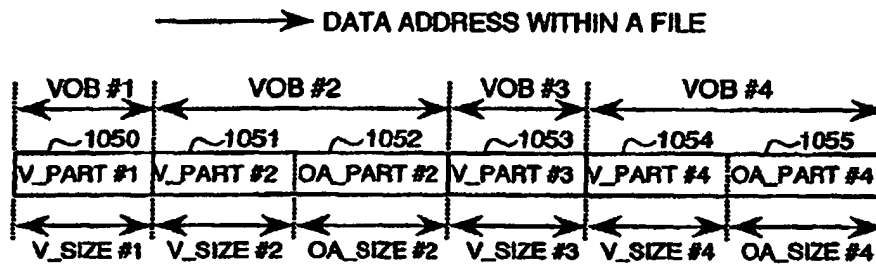 DATA ADDRESS WITHIN A FILE
VOB #1 VOB #2 VOB #3 VOB #4
1050 1051 1052 1053 1054 1055
V_PART #1 V_PART #2 OA_PART #2 V_PART #3 V_PART #4 OA_PART #4
V_SIZE #1 V_SIZE #2 OA_SIZE #2 V_SIZE #3 V_SIZE #4 OA_SIZE #4